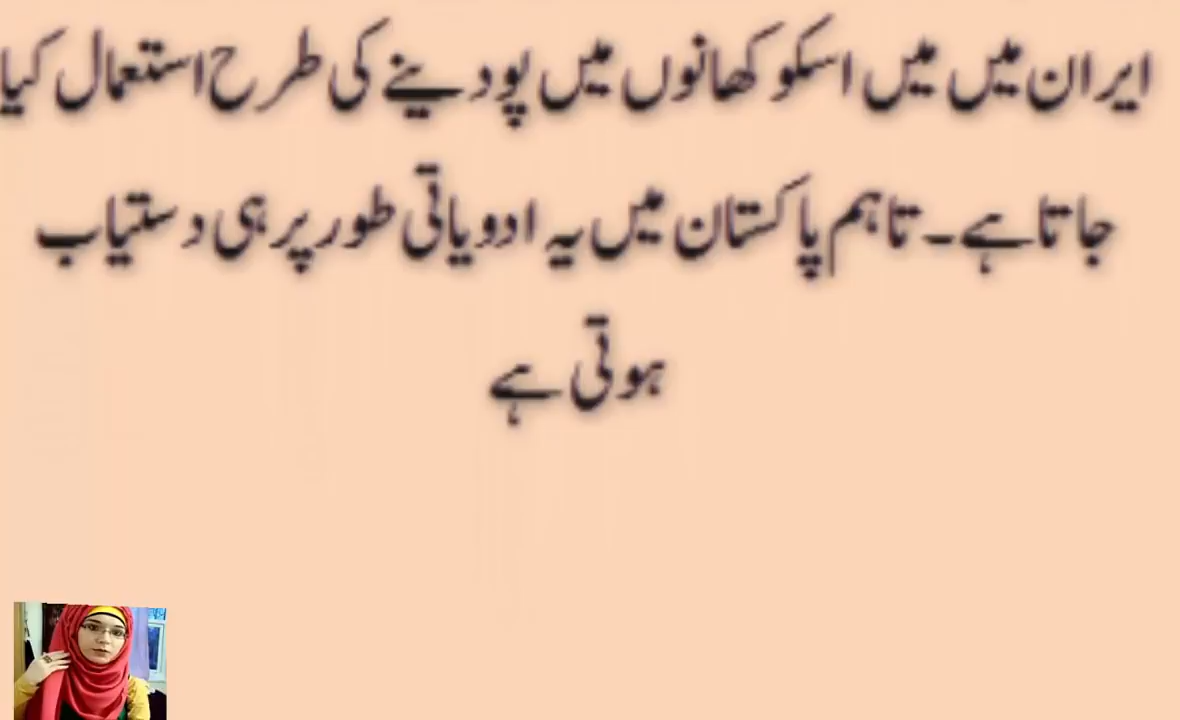 ایران میں میں اسکو کھانوں میں پودینے کی طرح استعمال کیا
جاتا ہے۔ تاہم پاکستان میں یہ ادویاتی طور پر ہی دستیاب
ہوتی ہے